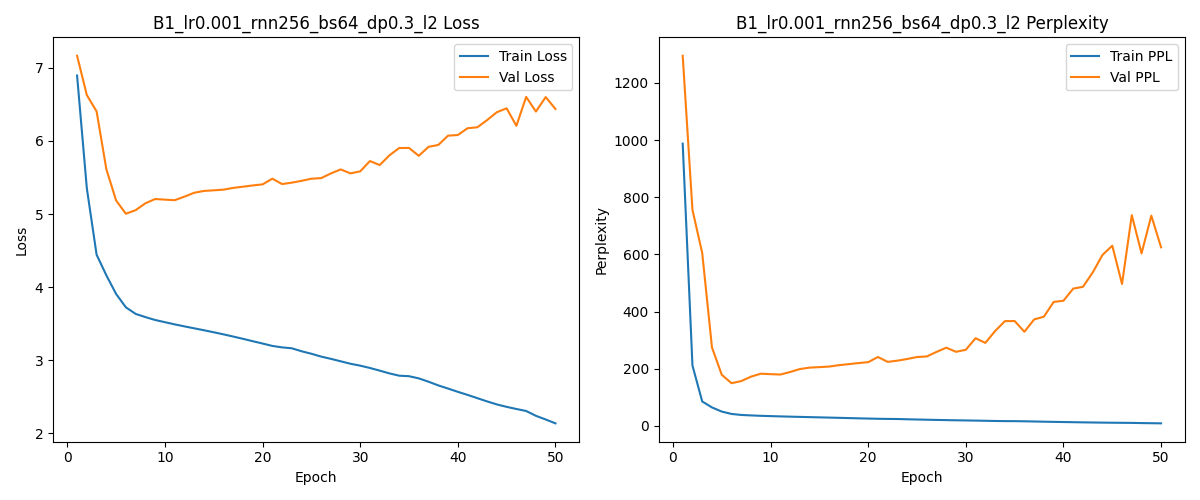 B1_lr0.001_rnn256_bs64_dp0.3_l2 Loss
Train Loss
Val Loss
7
6
5
4
3
2
Loss
0
10
20
30
40
50
Epoch
B1_lr0.001_rnn256_bs64_dp0.3_l2 Perplexity
Train PPL
Val PPL
1200
1000
800
600
400
200
0
Perplexity
0
10
20
30
40
50
Epoch